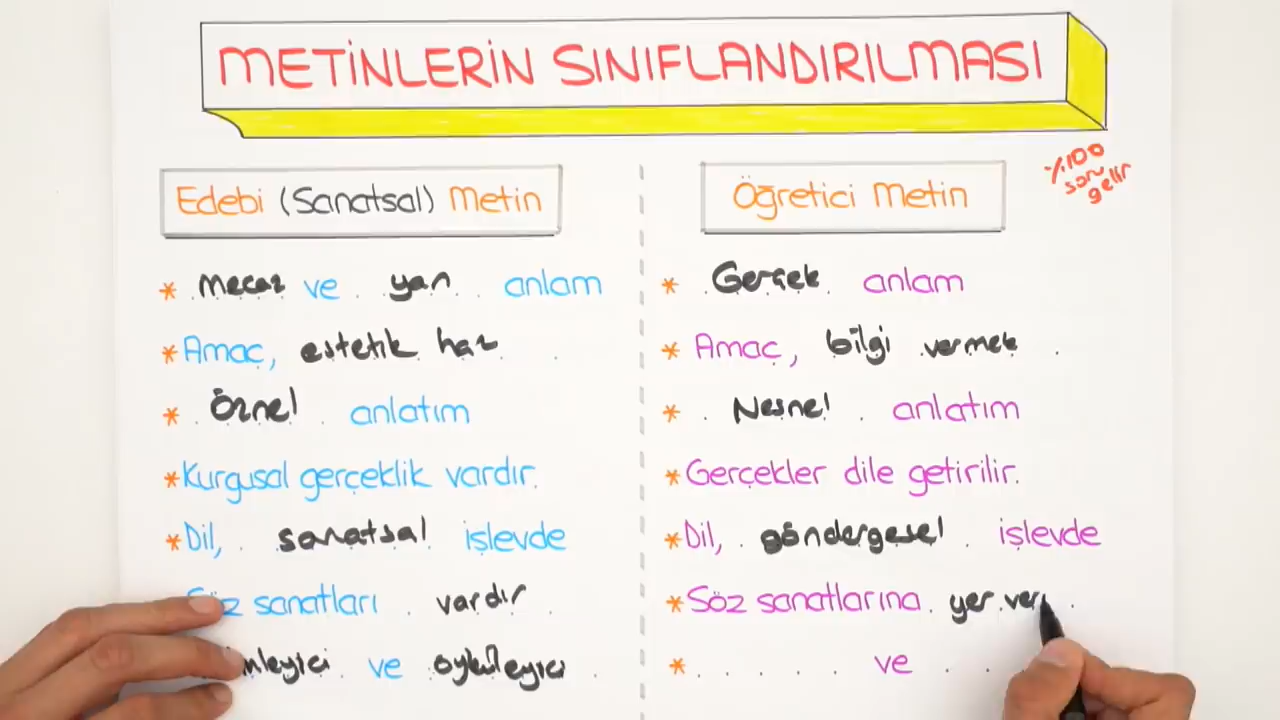 METİNLERİN SINIFLANDIRILMASI
%100
soru
gelir
Edebi (Sanatsal) Metin
* mecaz ve yan anlam
* Amaç, estetik haz
* Öznel anlatım
* Kurgusal gerçeklik vardır.
* Dil, sanatsal işlevde
Söz sanatları vardır
ve öyküleyici
Öğretici Metin
* Gerçek anlam
* Amaç, bilgi vermek
* Nesnel anlatım
* Gerçekler dile getirilir.
* Dil, göndergesel işlevde
* Söz sanatlarına yer
* ve